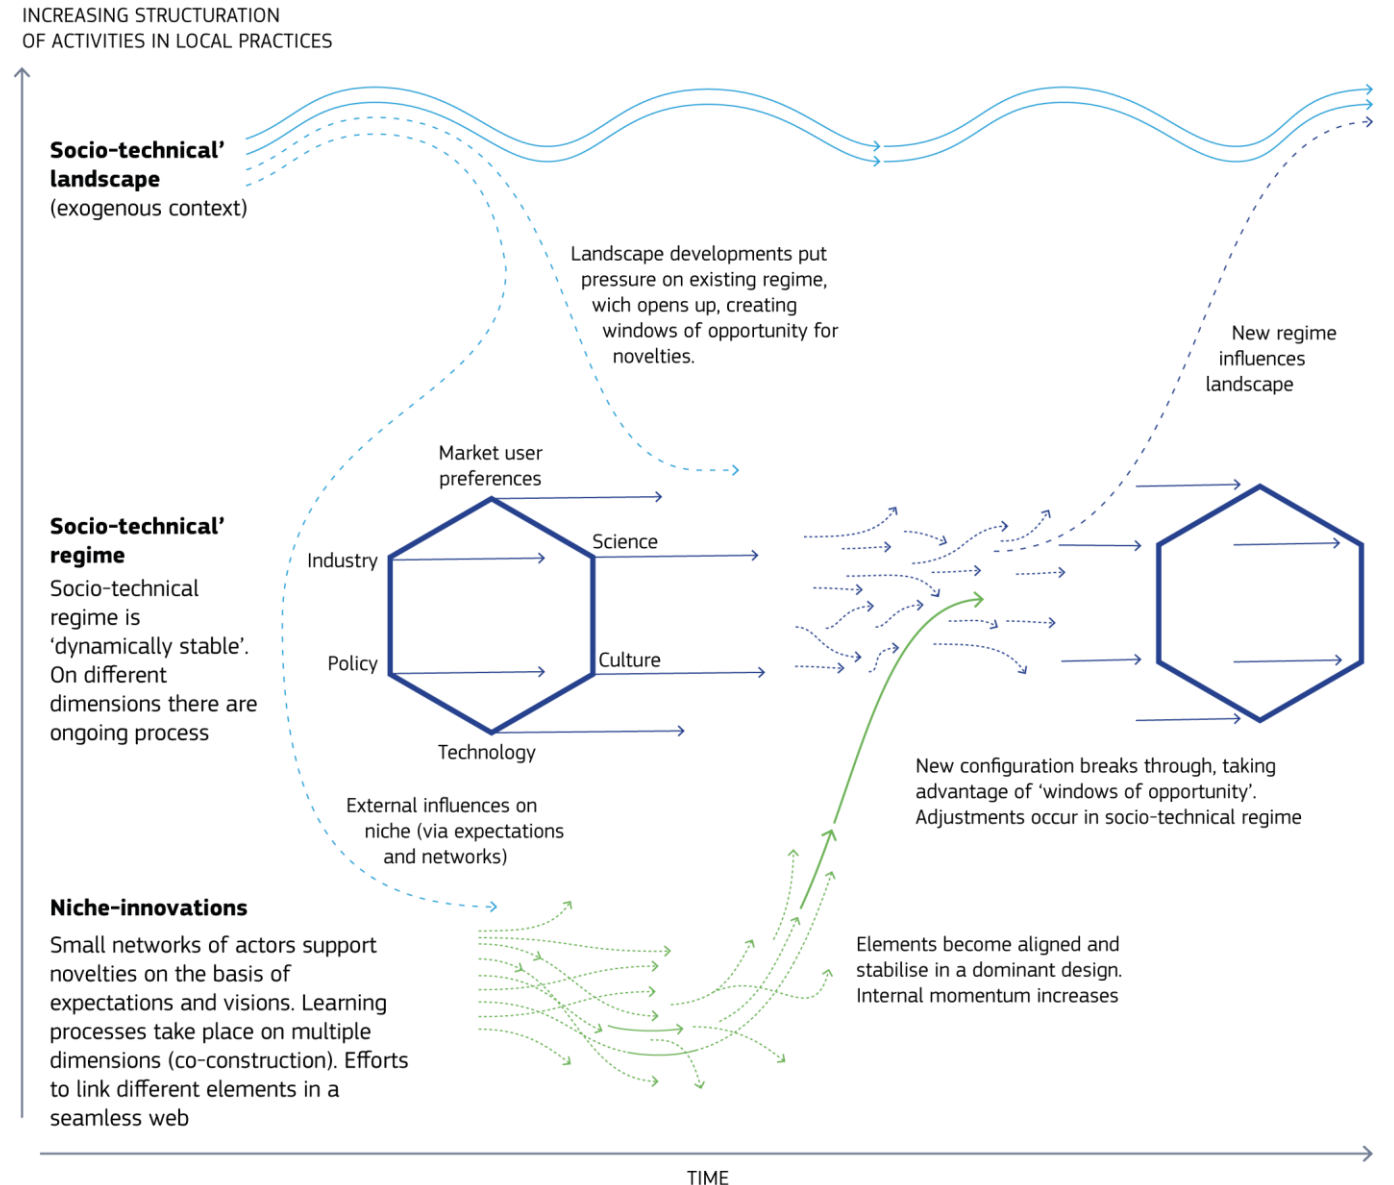 INCREASING STRUCTURATION
OF ACTIVITIES IN LOCAL PRACTICES
Socio-technical’
landscape
(exogenous context)
Landscape developments put
pressure on existing regime,
wich opens up, creating
windows of opportunity for
novelties.
New regime
influences
landscape
Market user
preferences
Socio-technical’
regime
Socio-technical
regime is
‘dynamically stable’.
On different
dimensions there are
ongoing process
Industry
Science
Policy
Culture
Technology
New configuration breaks through, taking
advantage of ‘windows of opportunity’.
Adjustments occur in socio-technical regime
External influences on
niche (via expectations
and networks)
Niche-innovations
Small networks of actors support
novelties on the basis of
expectations and visions. Learning
processes take place on multiple
dimensions (co-construction). Efforts
to link different elements in a
seamless web
Elements become aligned and
stabilise in a dominant design.
Internal momentum increases
TIME